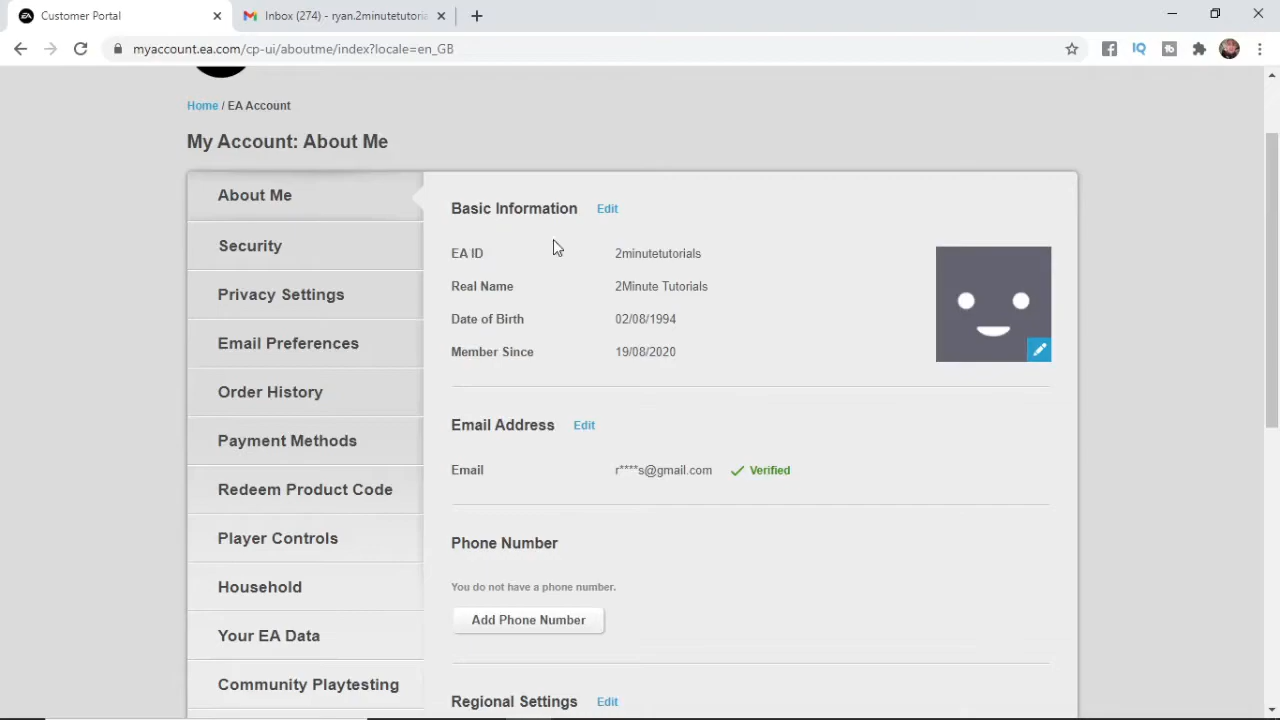 Customer Portal
Inbox (274) - ryan.2minutetutoria
myaccount.ea.com/cp-ui/aboutme/index?locale=en_GB
Home / EA Account
My Account: About Me
About Me
Security
Privacy Settings
Email Preferences
Order History
Payment Methods
Redeem Product Code
Player Controls
Household
Your EA Data
Community Playtesting
Basic Information Edit
EA ID 2minutetutorials
Real Name 2Minute Tutorials
Date of Birth 02/08/1994
Member Since 19/08/2020
Email Address Edit
Email r****s@gmail.com Verified
Phone Number
You do not have a phone number.
Add Phone Number
Regional Settings Edit